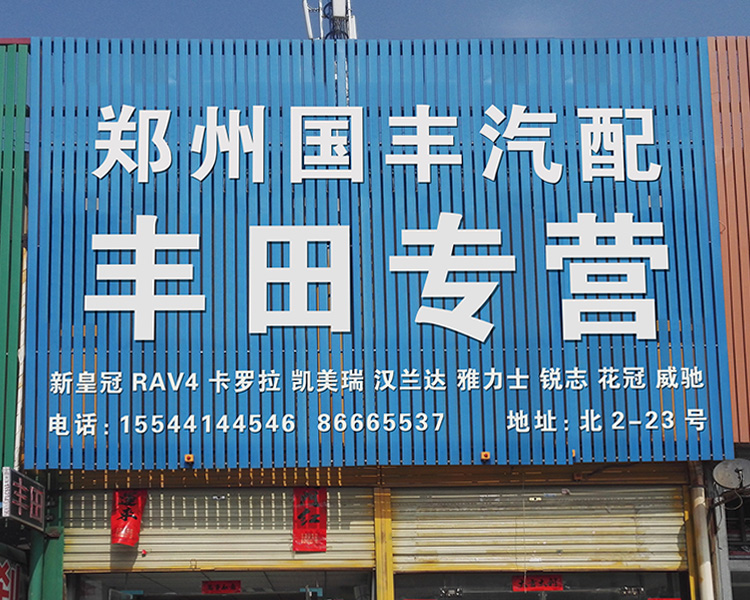 郑州国丰汽配
丰田专营
新皇冠 RAV4 卡罗拉 凯美瑞 汉兰达 雅力士 锐志 花冠 威驰
电话：15544144546 86665537 地址：北2-23号
丰田